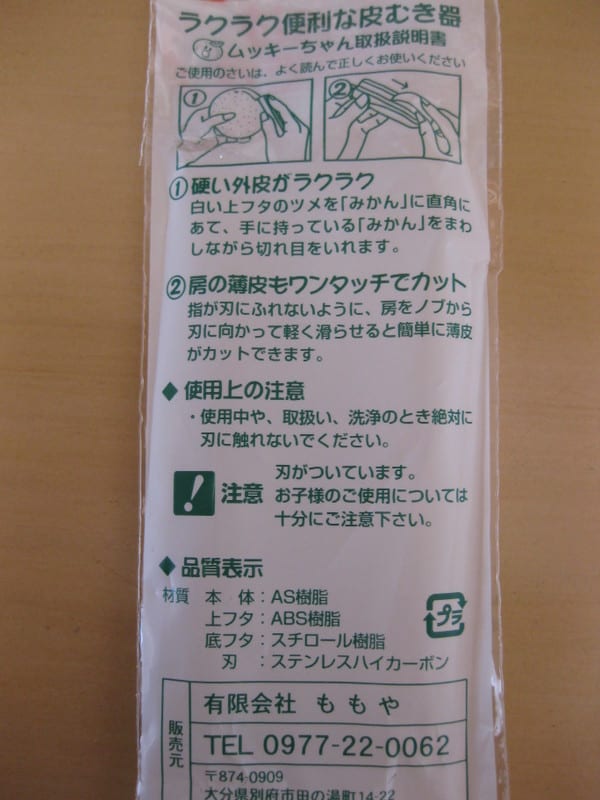 ラクラク便利な皮むき器
ムッキーちゃん取扱説明書
ご使用のさいは、よく読んで正しくお使いください
①
②
①硬い外皮がラクラク
白い上フタのツメを「みかん」に直角に
あて、手に持っている「みかん」をまわ
しながら切れ目をいれます。
②房の薄皮もワンタッチでカット
指が刃にふれないように、房をノブから
刃に向かって軽く滑らせると簡単に薄皮
がカットできます。
◆使用上の注意
・使用中や、取扱い、洗浄のとき絶対に
刃に触れないでください。
注意
刃がついています。
お子様のご使用については
十分にご注意下さい。
◆品質表示
材質 本 体：AS樹脂
上フタ：ABS樹脂
底フタ：スチロール樹脂
刃：ステンレスハイカーボン
プラ
販売元
有限会社 ももや
TEL 0977-22-0062
〒874-0909
大分県別府市田の湯町14-22